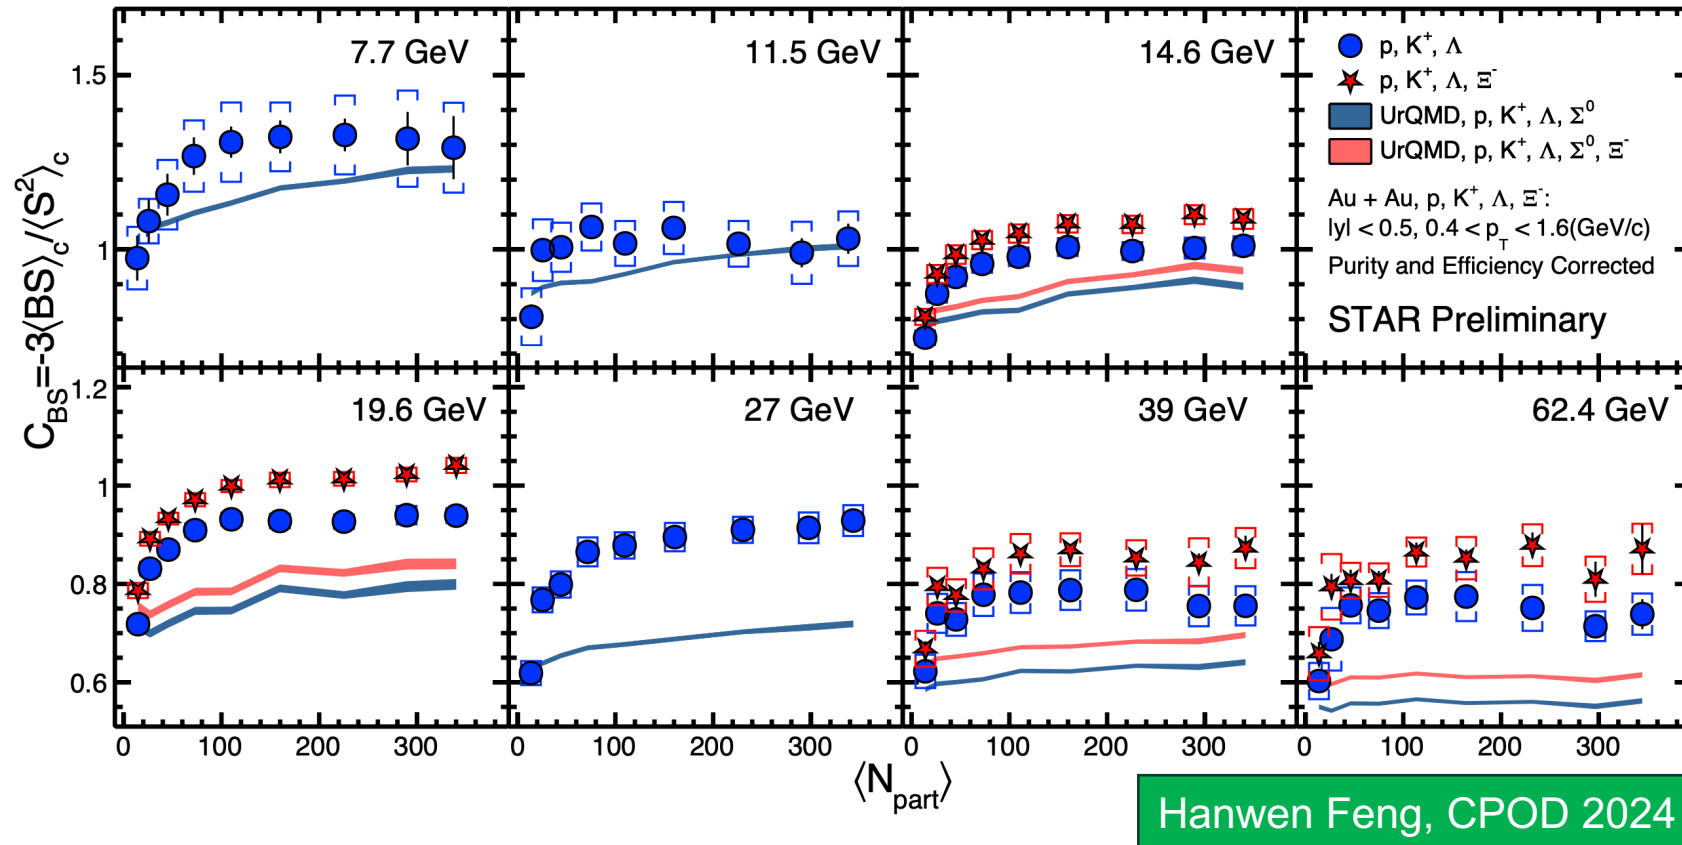 C_BS=-3⟨BS⟩_c/⟨S²⟩_c
7.7 GeV
11.5 GeV
14.6 GeV
p, K⁺, Λ
p, K⁺, Λ, Ξ⁻
UrQMD, p, K⁺, Λ, Σ⁰
UrQMD, p, K⁺, Λ, Σ⁰, Ξ⁻
Au + Au, p, K⁺, Λ, Ξ⁻:
|y| < 0.5, 0.4 < p_T < 1.6(GeV/c)
Purity and Efficiency Corrected
STAR Preliminary
1.5
1
19.6 GeV
27 GeV
39 GeV
62.4 GeV
1.2
1
0.8
0.6
0 100 200 300
0 100 200 300
0 100 200 300
0 100 200 300
⟨N_part⟩
Hanwen Feng, CPOD 2024